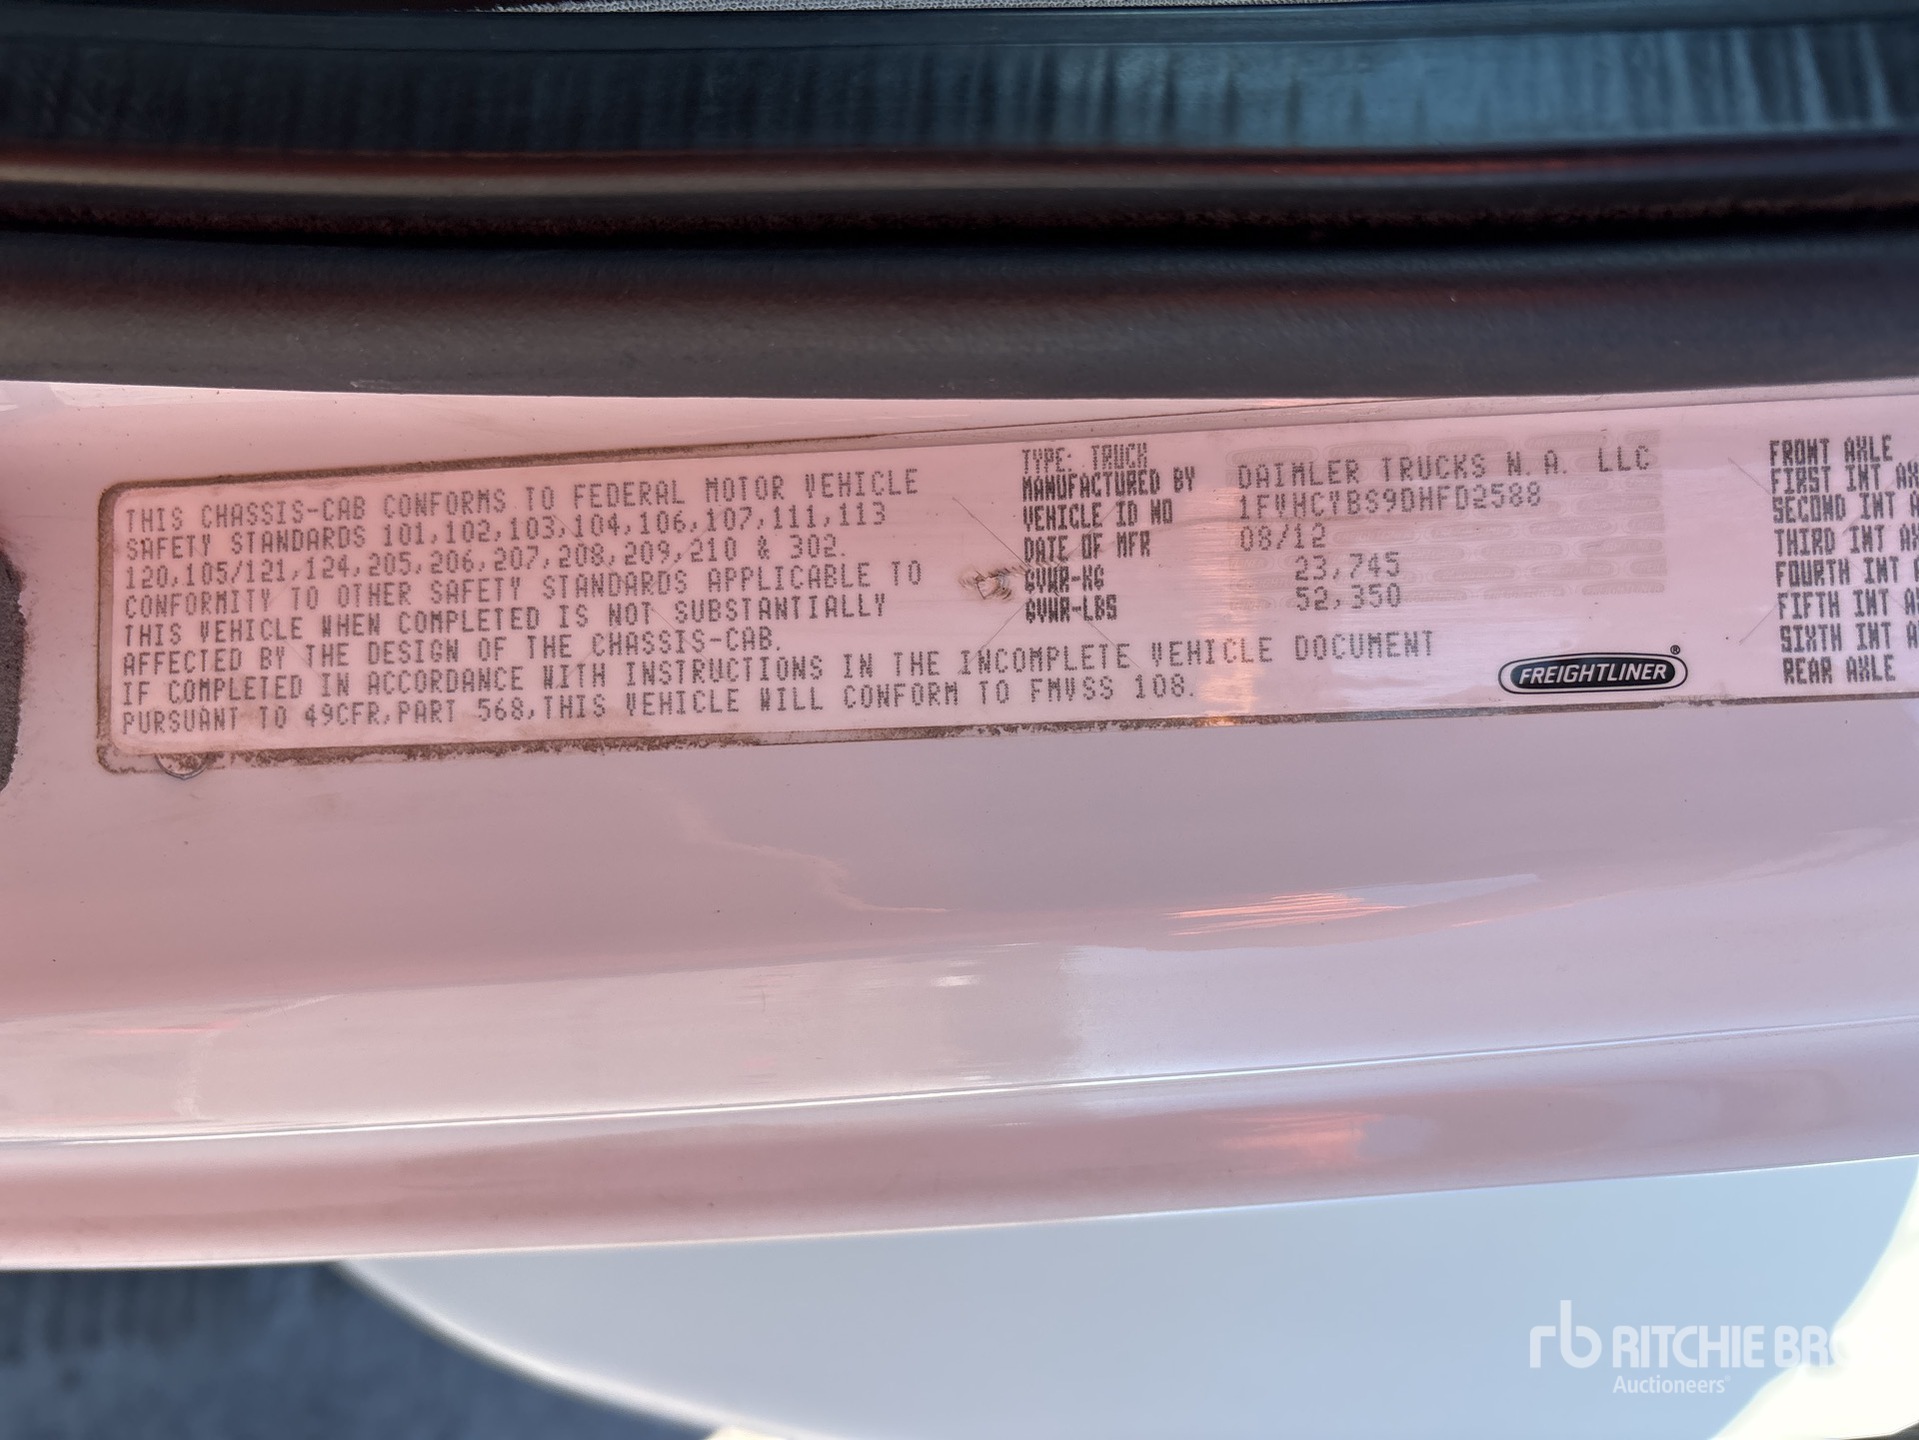 THIS CHASSIS-CAB CONFORMS TO FEDERAL MOTOR VEHICLE
SAFETY STANDARDS 101,102,103,104,106,107,111,113
120,105/121,124,205,206,207,208,209,210 & 302.
CONFORMITY TO OTHER SAFETY STANDARDS APPLICABLE TO
THIS VEHICLE WHEN COMPLETED IS NOT SUBSTANTIALLY
AFFECTED BY THE DESIGN OF THE CHASSIS-CAB.
IF COMPLETED IN ACCORDANCE WITH INSTRUCTIONS IN THE INCOMPLETE VEHICLE DOCUMENT
PURSUANT TO 49CFR,PART 568,THIS VEHICLE WILL CONFORM TO FMVSS 108.
TYPE: TRUCK
MANUFACTURED BY DAIMLER TRUCKS N.A. LLC
VEHICLE ID NO 1FVHCYBS9DHFD2588
DATE OF MFR 08/12
GVWR-KG 23,745
GVWR-LBS 52,350
FREIGHTLINER®
FRONT AXLE
FIRST INT AX
SECOND INT A
THIRD INT AX
FOURTH INT A
FIFTH INT AX
SIXTH INT A
REAR AXLE
rb RITCHIE BRO
Auctioneers